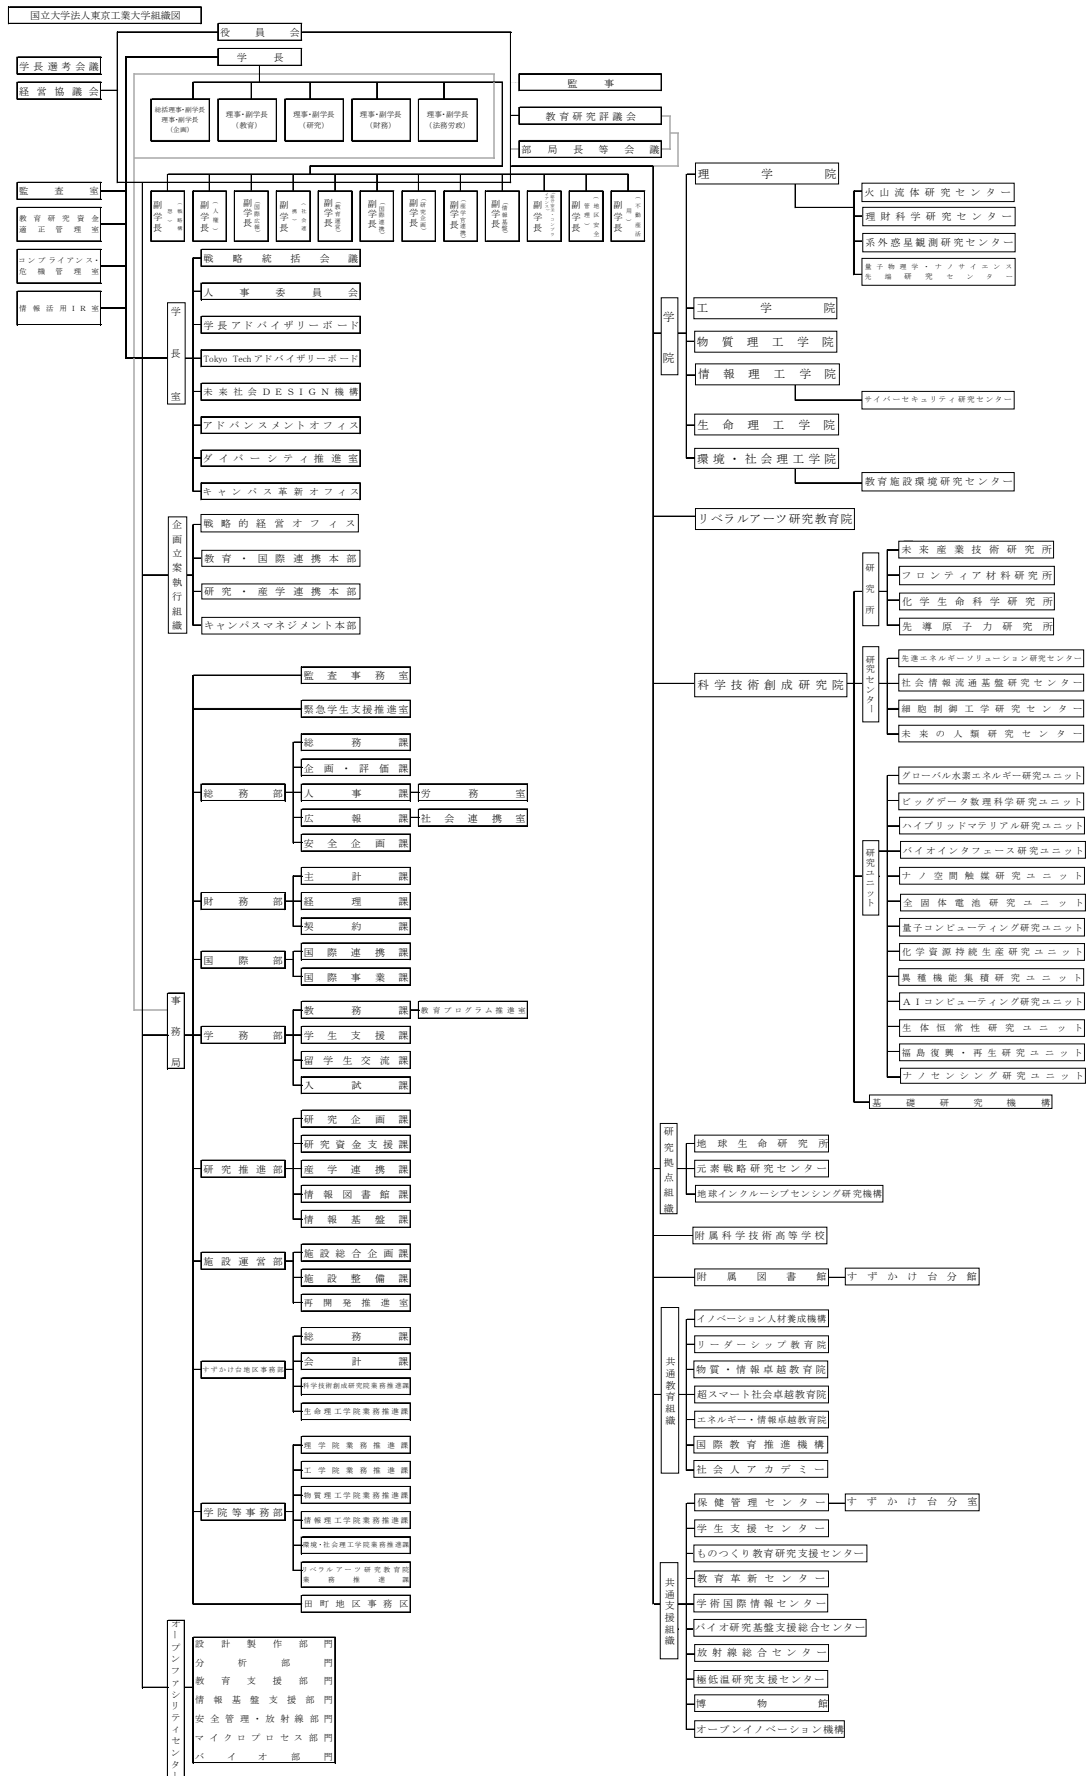 国立大学法人東京工業大学組織図
役員会
学長
学長選考会議
経営協議会
監事
総括理事・副学長
理事・副学長
(企画)
理事・副学長
(教育)
理事・副学長
(研究)
理事・副学長
(財務)
理事・副学長
(法務労政)
教育研究評議会
部局長等会議
監査室
教育研究資金
適正管理室
コンプライアンス・
危機管理室
情報活用IR室
副学長
副学長
(人権)
副学長
(国際広報)
副学長
副学長
(教育運営)
副学長
(国際連携)
副学長
(研究企画)
副学長
(産学官連携)
副学長
(情報基盤)
副学長
副学長
(地区安全管理)
副学長
学長室
戦略統括会議
人事委員会
学長アドバイザリーボード
Tokyo Techアドバイザリーボード
未来社会DESIGN機構
アドバンスメントオフィス
ダイバーシティ推進室
キャンパス革新オフィス
企画立案執行組織
戦略的経営オフィス
教育・国際連携本部
研究・産学連携本部
キャンパスマネジメント本部
事務局
監査事務室
緊急学生支援推進室
総務部
総務課
企画・評価課
人事課
労務室
広報課
社会連携室
安全企画課
財務部
主計課
経理課
契約課
国際部
国際連携課
国際事業課
学務部
教務課
教育プログラム推進室
学生支援課
留学生交流課
入試課
研究推進部
研究企画課
研究資金支援課
産学連携課
情報図書館課
情報基盤課
施設運営部
施設総合企画課
施設整備課
再開発推進室
すずかけ台地区事務部
総務課
会計課
科学技術創成研究院業務推進課
生命理工学院業務推進課
学院等事務部
理学院業務推進課
工学院業務推進課
物質理工学院業務推進課
情報理工学院業務推進課
環境・社会理工学院業務推進課
リベラルアーツ研究教育院
業務推進課
田町地区事務区
オープンファシリティセンター
設計製作部門
分析部門
教育支援部門
情報基盤支援部門
安全管理・放射線部門
マイクロプロセス部門
バイオ部門
学院
理学院
火山流体研究センター
理財科学研究センター
系外惑星観測研究センター
量子物理学・ナノサイエンス
先端研究センター
工学院
物質理工学院
情報理工学院
サイバーセキュリティ研究センター
生命理工学院
環境・社会理工学院
教育施設環境研究センター
リベラルアーツ研究教育院
科学技術創成研究院
研究所
未来産業技術研究所
フロンティア材料研究所
化学生命科学研究所
先導原子力研究所
研究センター
先進エネルギーソリューション研究センター
社会情報流通基盤研究センター
細胞制御工学研究センター
未来の人類研究センター
研究ユニット
グローバル水素エネルギー研究ユニット
ビッグデータ数理科学研究ユニット
ハイブリッドマテリアル研究ユニット
バイオインタフェース研究ユニット
ナノ空間触媒研究ユニット
全固体電池研究ユニット
量子コンピューティング研究ユニット
化学資源持続生産研究ユニット
異種機能集積研究ユニット
AIコンピューティング研究ユニット
生体恒常性研究ユニット
福島復興・再生研究ユニット
ナノセンシング研究ユニット
基礎研究機構
研究拠点組織
地球生命研究所
元素戦略研究センター
地球インクルーシブセンシング研究機構
附属科学技術高等学校
附属図書館
すずかけ台分館
共通教育組織
イノベーション人材養成機構
リーダーシップ教育院
物質・情報卓越教育院
超スマート社会卓越教育院
エネルギー・情報卓越教育院
国際教育推進機構
社会人アカデミー
共通支援組織
保健管理センター
すずかけ台分室
学生支援センター
ものつくり教育研究支援センター
教育革新センター
学術国際情報センター
バイオ研究基盤支援総合センター
放射線総合センター
極低温研究支援センター
博物館
オープンイノベーション機構